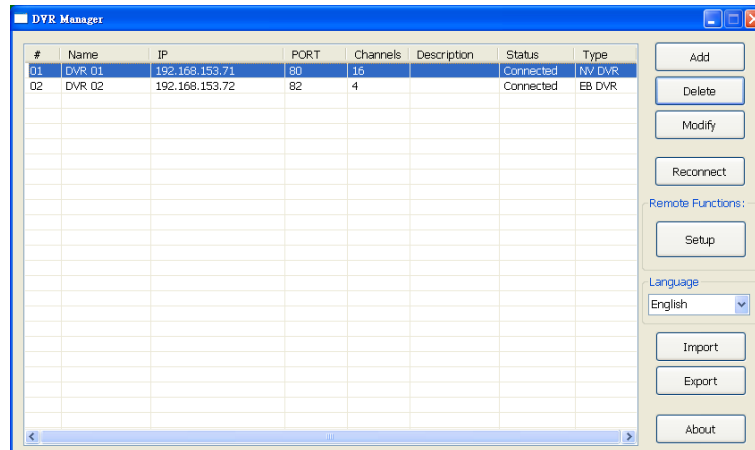 DVR Manager
# Name IP PORT Channels Description Status Type
01 DVR 01 192.168.153.71 80 16 Connected NV DVR
02 DVR 02 192.168.153.72 82 4 Connected EB DVR
Add
Delete
Modify
Reconnect
Remote Functions:
Setup
Language
English
Import
Export
About